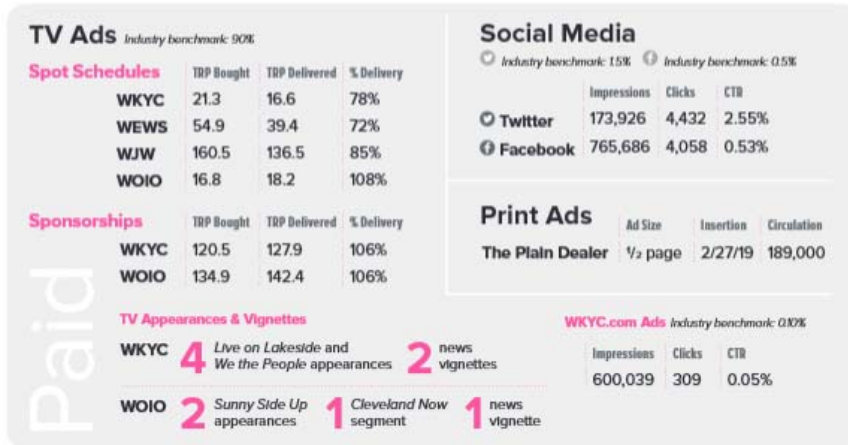 TV Ads Industry benchmark: 90%
Spot Schedules TRP Bought TRP Delivered % Delivery
WKYC 21.3 16.6 78%
WEWS 54.9 39.4 72%
WJW 160.5 136.5 85%
WOIO 16.8 18.2 108%
Sponsorships TRP Bought TRP Delivered % Delivery
WKYC 120.5 127.9 106%
WOIO 134.9 142.4 106%
Social Media
Industry benchmark: 1.5% Industry benchmark: 0.5%
Impressions Clicks CTR
Twitter 173,926 4,432 2.55%
Facebook 765,686 4,058 0.53%
Print Ads Ad Size Insertion Circulation
The Plain Dealer ½ page 2/27/19 189,000
Paid
TV Appearances & Vignettes
WKYC 4 Live on Lakeside and
We the People appearances 2 news
vignettes
WOIO 2 Sunny Side Up
appearances 1 Cleveland Now
segment 1 news
vignette
WKYC.com Ads Industry benchmark: 0.10%
Impressions Clicks CTR
600,039 309 0.05%